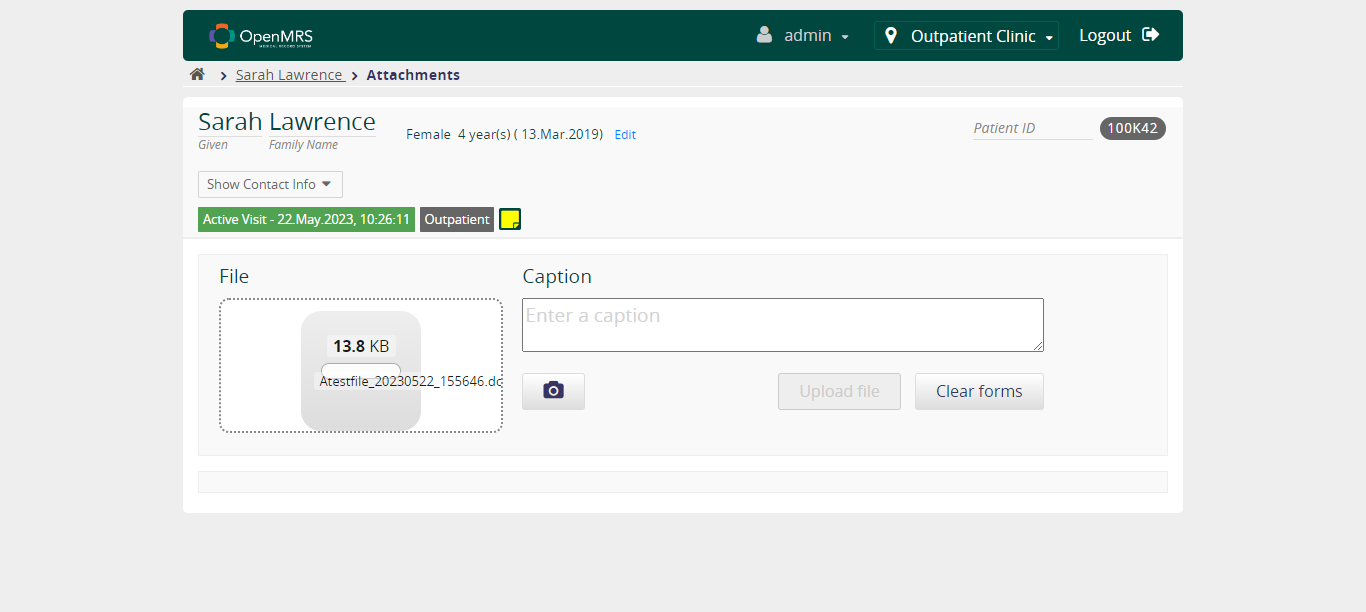 OpenMRS
MEDICAL RECORD SYSTEM
admin
Outpatient Clinic
Logout
Sarah Lawrence
Attachments
Sarah Lawrence
Given
Family Name
Female 4 year(s) ( 13.Mar.2019)
Edit
Patient ID
100K42
Show Contact Info
Active Visit - 22.May.2023, 10:26:11
Outpatient
File
13.8 KB
Atestfile_20230522_155646.dc
Caption
Enter a caption
Upload file
Clear forms